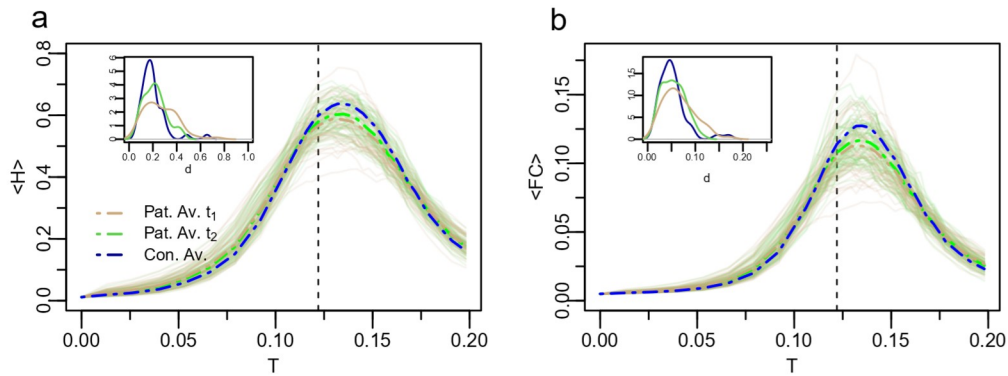 a
b
0.8
0.6
0.4
0.2
0.0
<H>
0.00 0.05 0.10 0.15 0.20
T
6
5
4
3
2
1
0
0.0 0.2 0.4 0.6 0.8 1.0
d
Pat. Av. t1
Pat. Av. t2
Con. Av.
0.15
0.10
0.05
0.00
<FC>
0.00 0.05 0.10 0.15 0.20
T
15
10
5
0
0.00 0.10 0.20
d